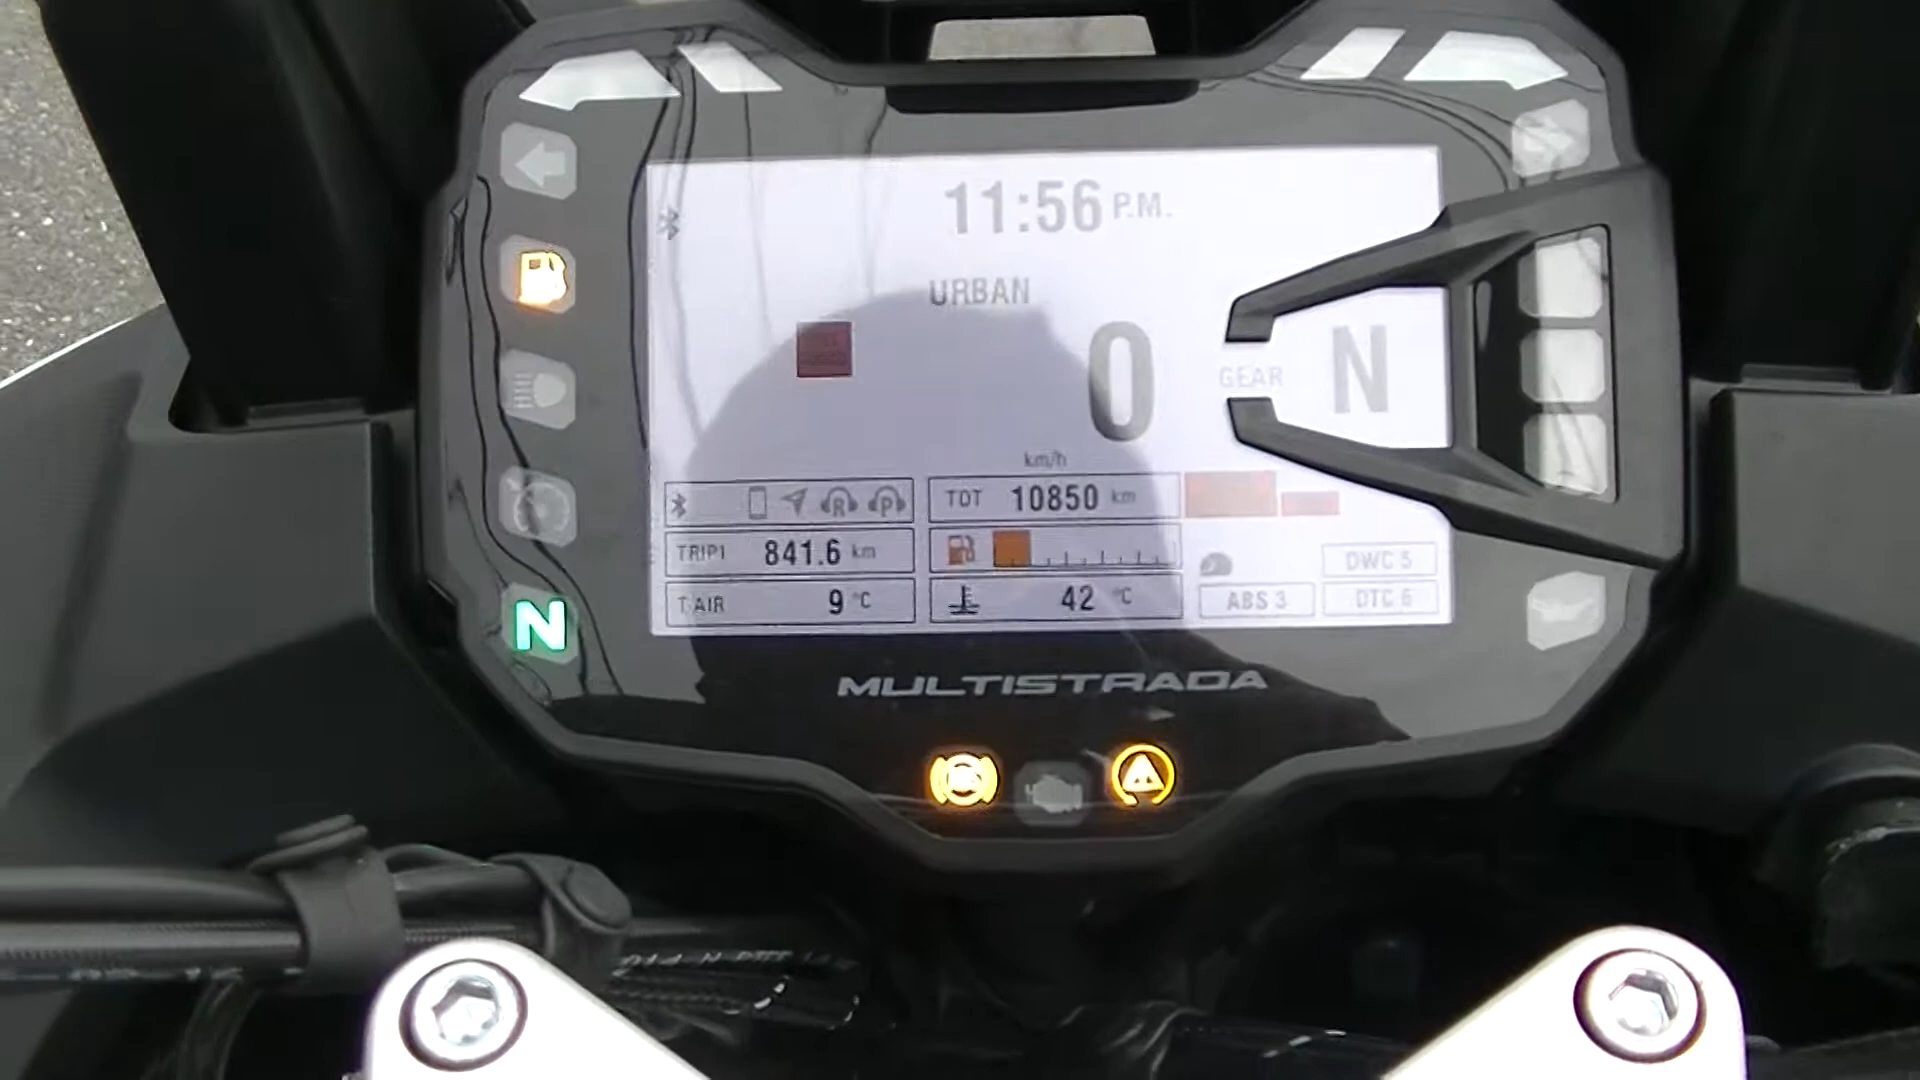 11:56 P.M.
URBAN
0
GEAR N
km/h
R P
TOT 10850 km
TRIP1 841.6 km
T AIR 9 °C
42 °C
DWC 5
ABS 3
DTC 6
N
MULTISTRADA